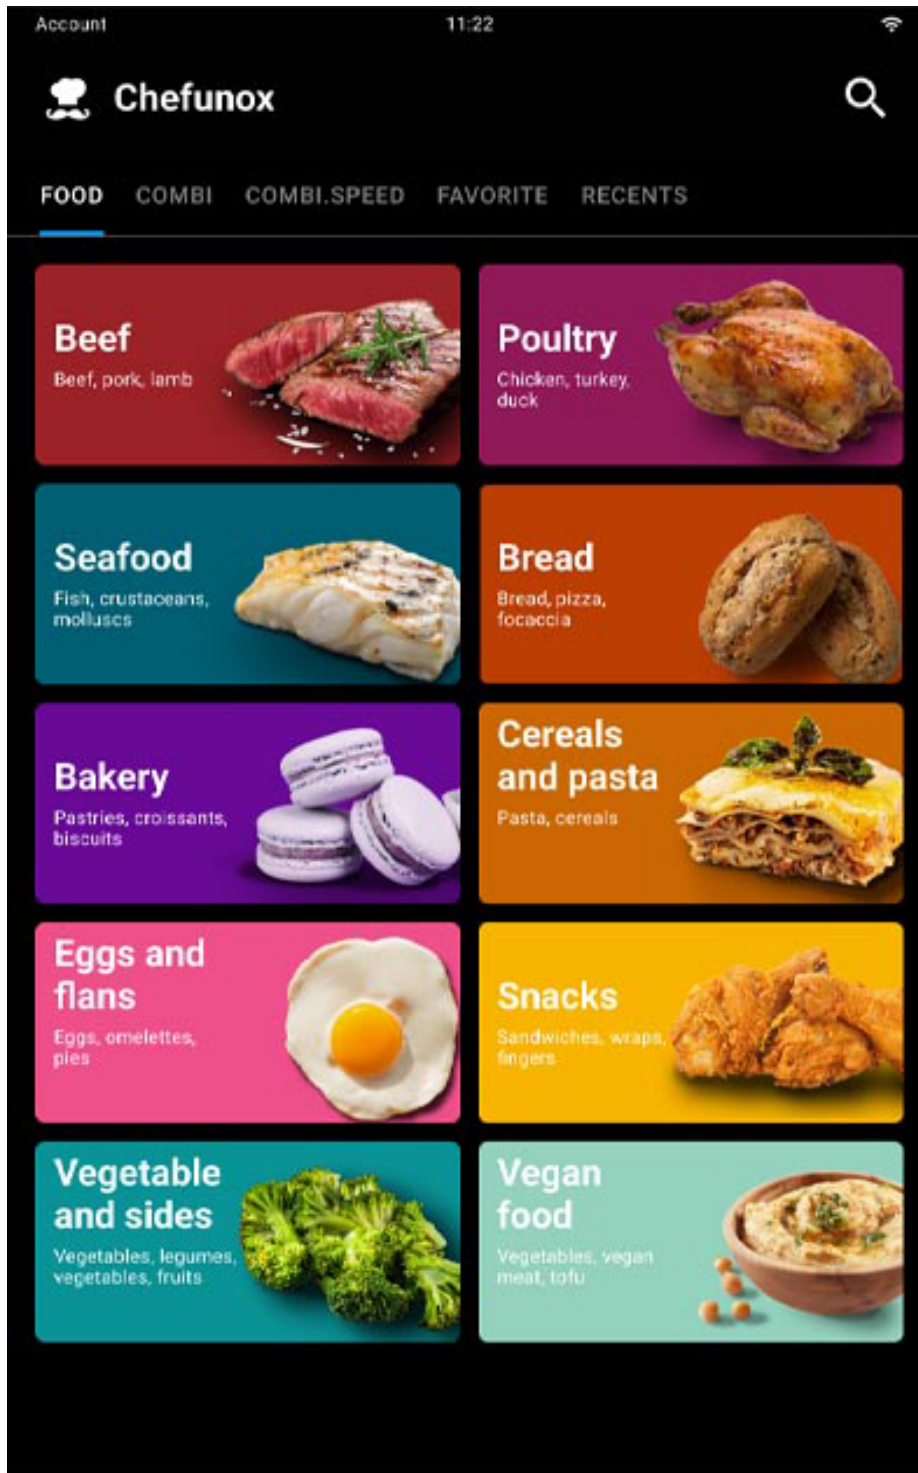 Account
11:22
Chefunox
FOOD COMBI COMBI.SPEED FAVORITE RECENTS
Beef
Beef, pork, lamb
Poultry
Chicken, turkey,
duck
Seafood
Fish, crustaceans,
molluscs
Bread
Bread, pizza,
focaccia
Bakery
Pastries, croissants,
biscuits
Cereals
and pasta
Pasta, cereals
Eggs and
flans
Eggs, omelettes,
pies
Snacks
Sandwiches, wraps,
fingers
Vegetable
and sides
Vegetables, legumes,
vegetables, fruits
Vegan
food
Vegetables, vegan
meat, tofu